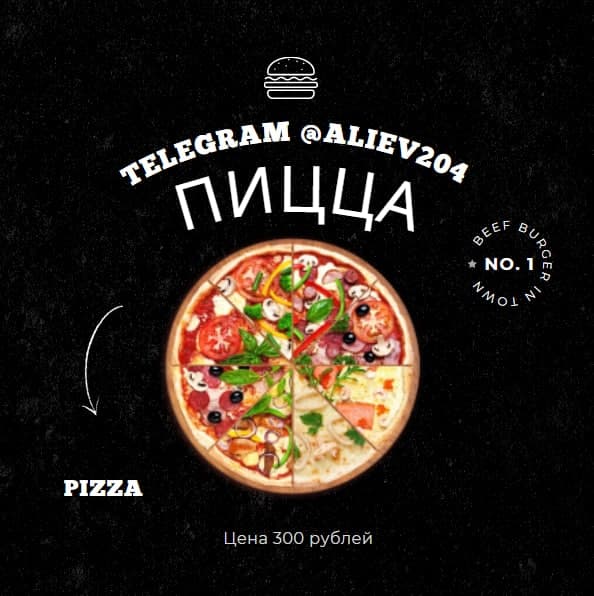 TELEGRAM @ALIEV204
ПИЦЦА
BEEF BURGER IN TOWN
NO. 1
PIZZA
Цена 300 рублей